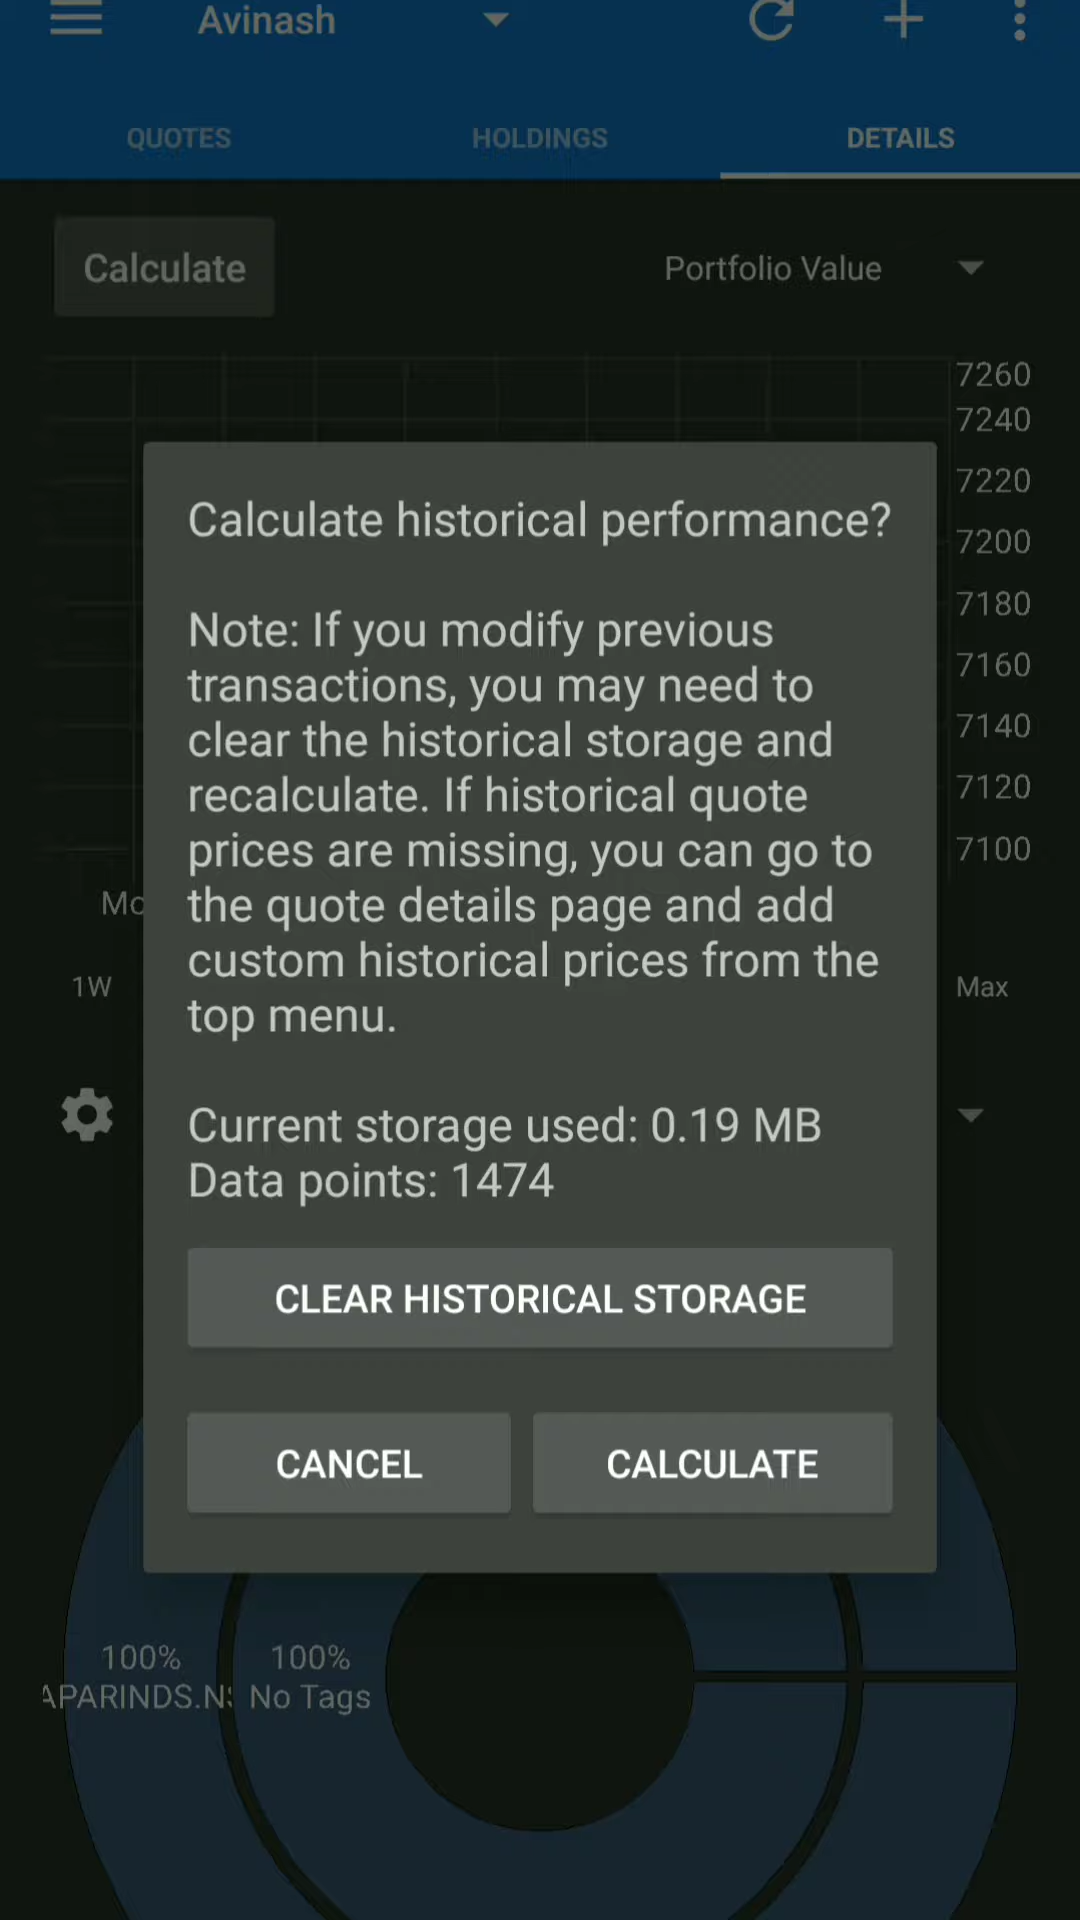 Avinash
QUOTES
HOLDINGS
DETAILS
Calculate
Portfolio Value
7260
7240
7220
7200
7180
7160
7140
7120
7100
Calculate historical performance?
Note: If you modify previous
transactions, you may need to
clear the historical storage and
recalculate. If historical quote
prices are missing, you can go to
the quote details page and add
custom historical prices from the
top menu.
Mo
1W
Max
Current storage used: 0.19 MB
Data points: 1474
CLEAR HISTORICAL STORAGE
CANCEL
CALCULATE
100%
APARINDS.N
100%
No Tags